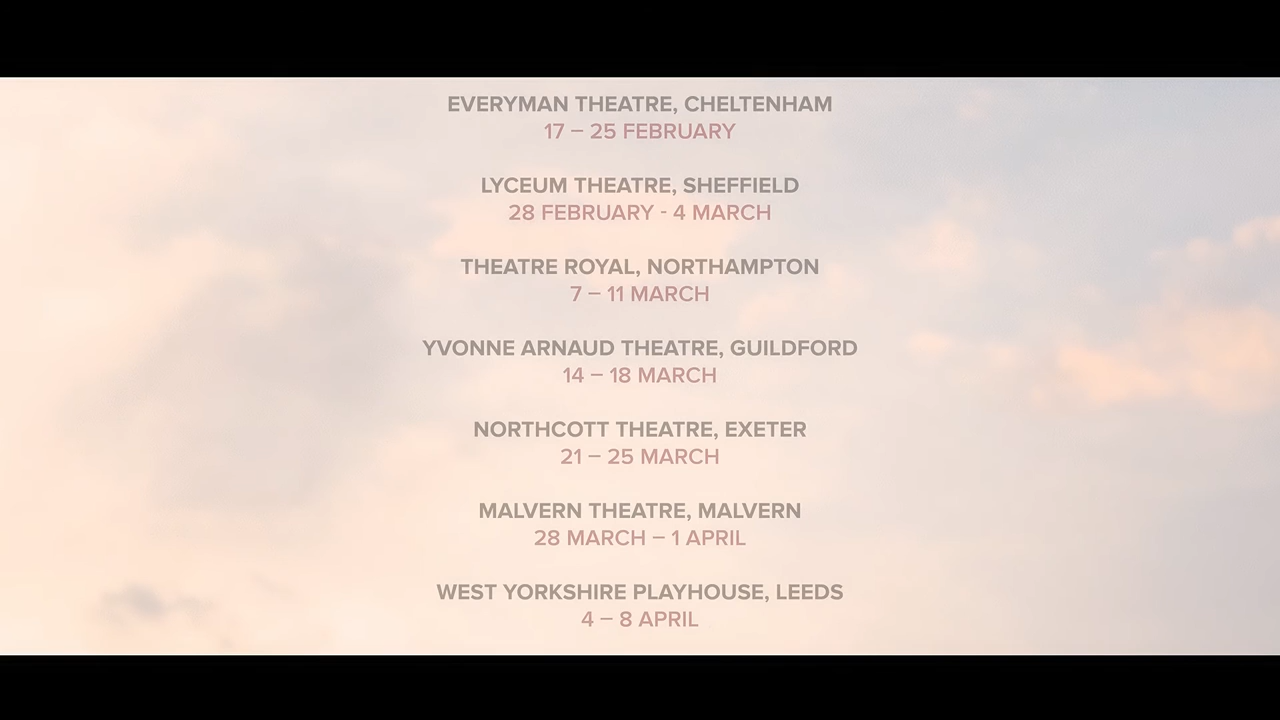 EVERYMAN THEATRE, CHELTENHAM
17 – 25 FEBRUARY
LYCEUM THEATRE, SHEFFIELD
28 FEBRUARY - 4 MARCH
THEATRE ROYAL, NORTHAMPTON
7 – 11 MARCH
YVONNE ARNAUD THEATRE, GUILDFORD
14 – 18 MARCH
NORTHCOTT THEATRE, EXETER
21 – 25 MARCH
MALVERN THEATRE, MALVERN
28 MARCH – 1 APRIL
WEST YORKSHIRE PLAYHOUSE, LEEDS
4 – 8 APRIL